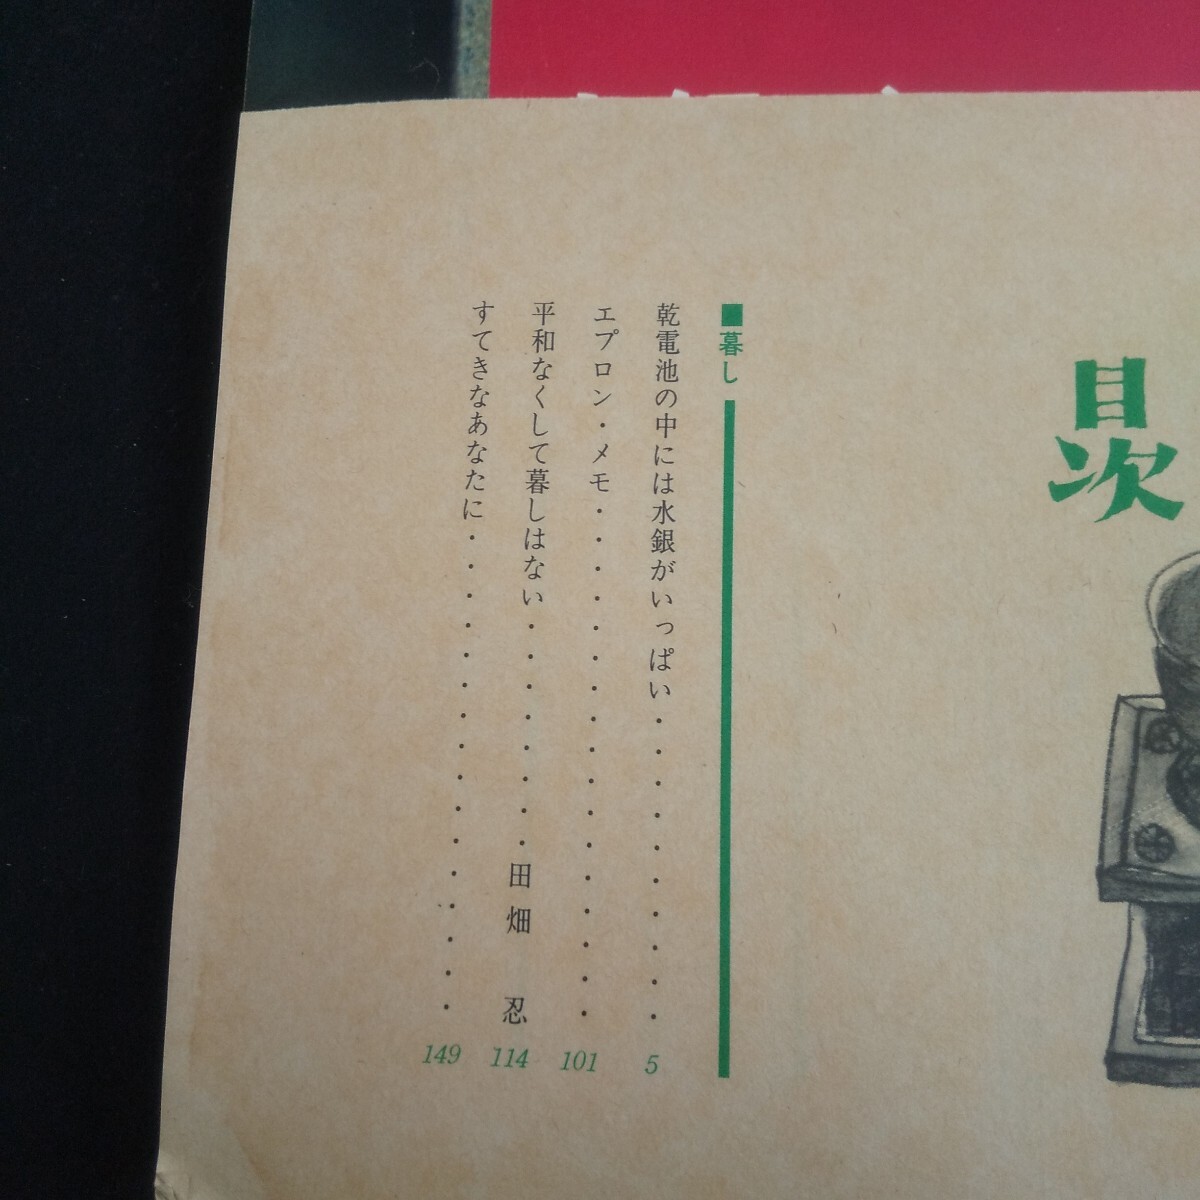 目次
■暮し
乾電池の中には水銀がいっぱい・・・・・・・・・・・5
エプロン・メモ・・・・・・・・・・・・・・・・・101
平和なくして暮しはない・・・・・・・・田畑 忍 114
すてきなあなたに・・・・・・・・・・・・・・・・149